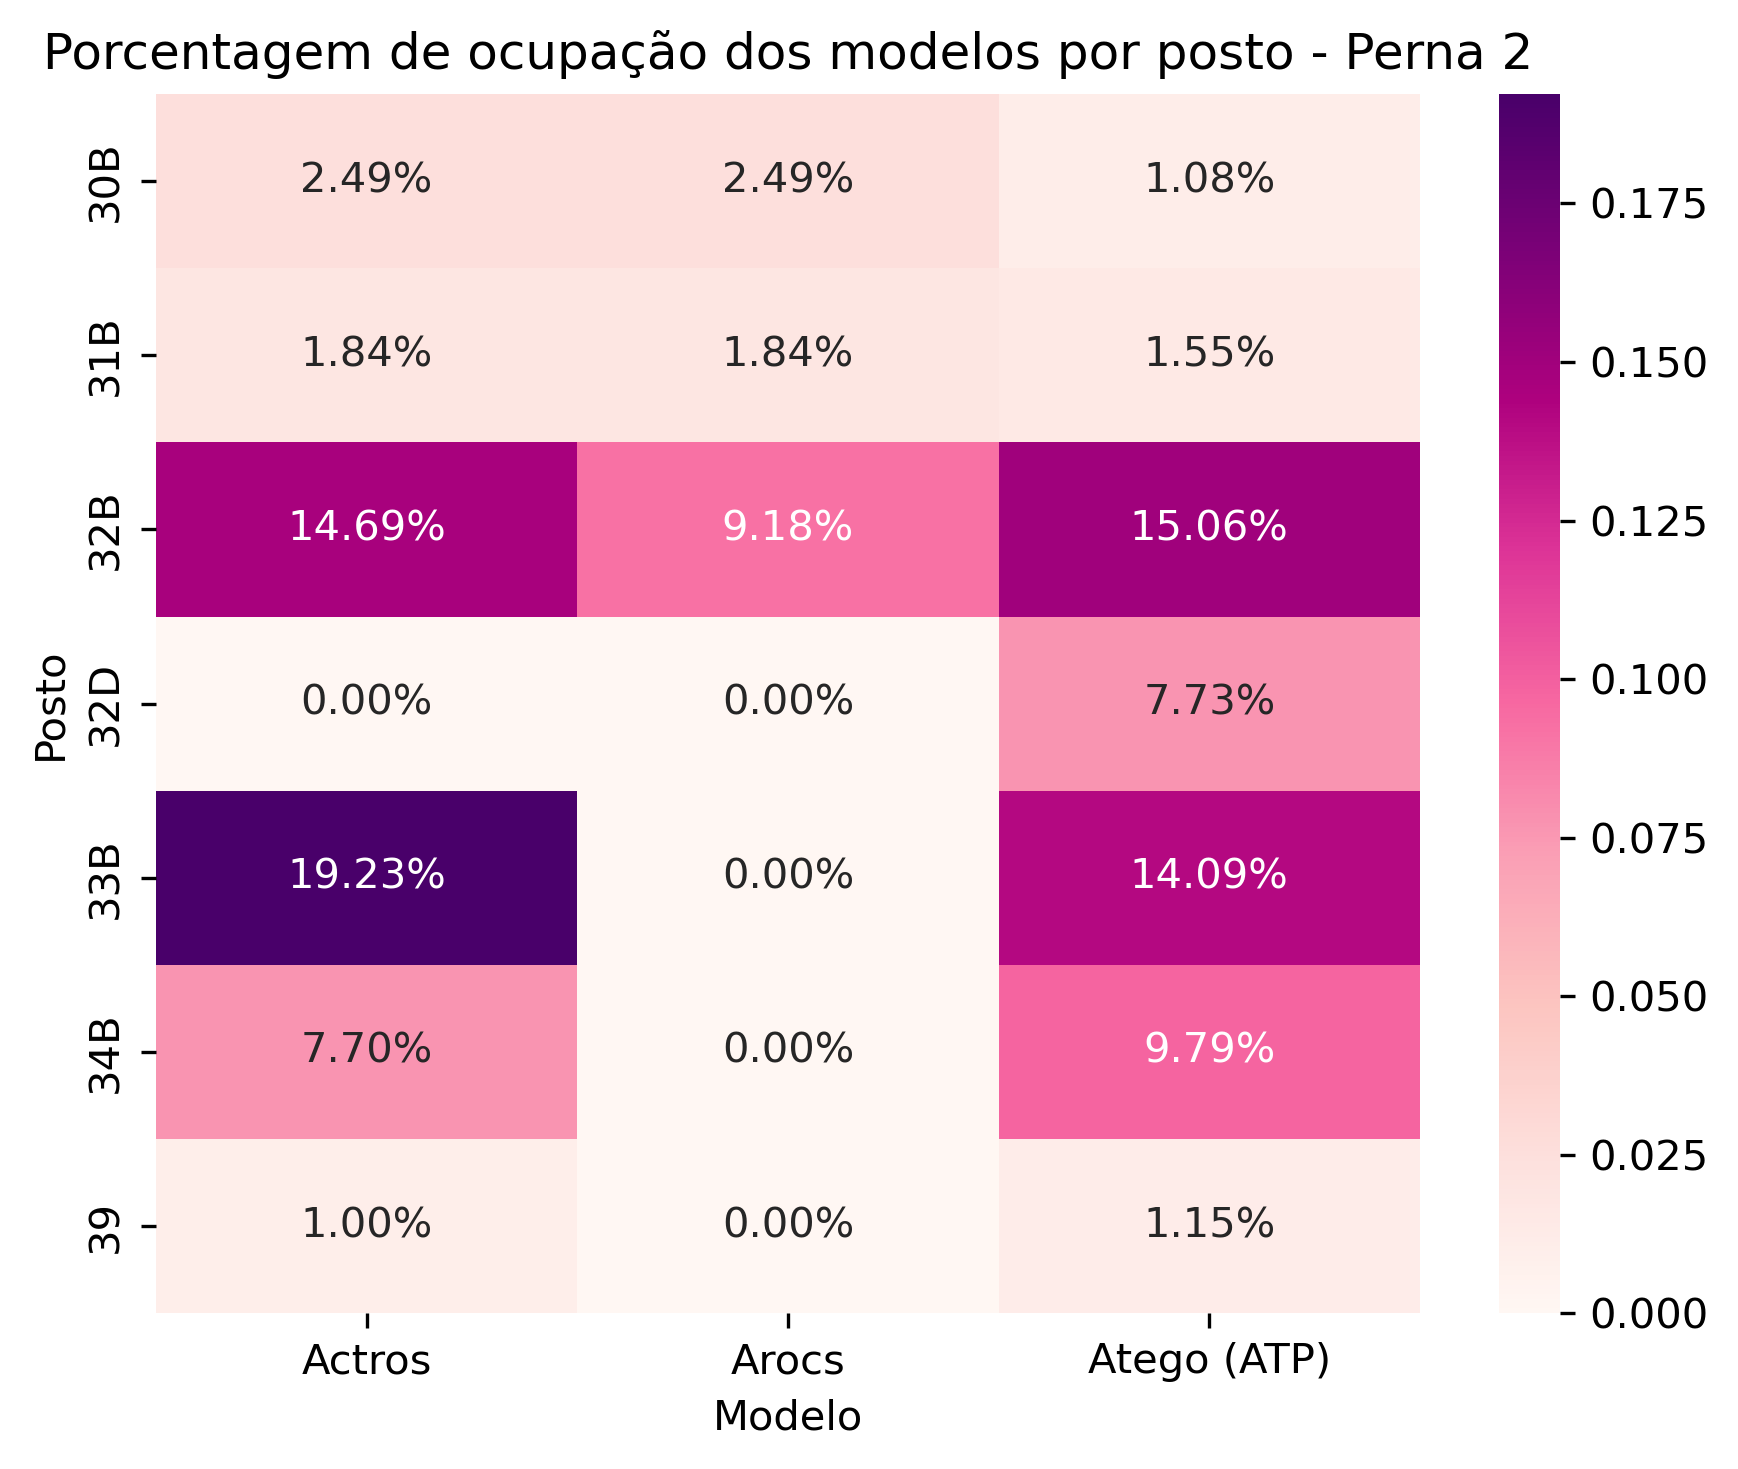 Porcentagem de ocupação dos modelos por posto - Perna 2
30B 2.49% 2.49% 1.08%
31B 1.84% 1.84% 1.55%
32B 14.69% 9.18% 15.06%
32D 0.00% 0.00% 7.73%
33B 19.23% 0.00% 14.09%
34B 7.70% 0.00% 9.79%
39 1.00% 0.00% 1.15%
Posto
Actros Arocs Atego (ATP)
Modelo
0.175
0.150
0.125
0.100
0.075
0.050
0.025
0.000